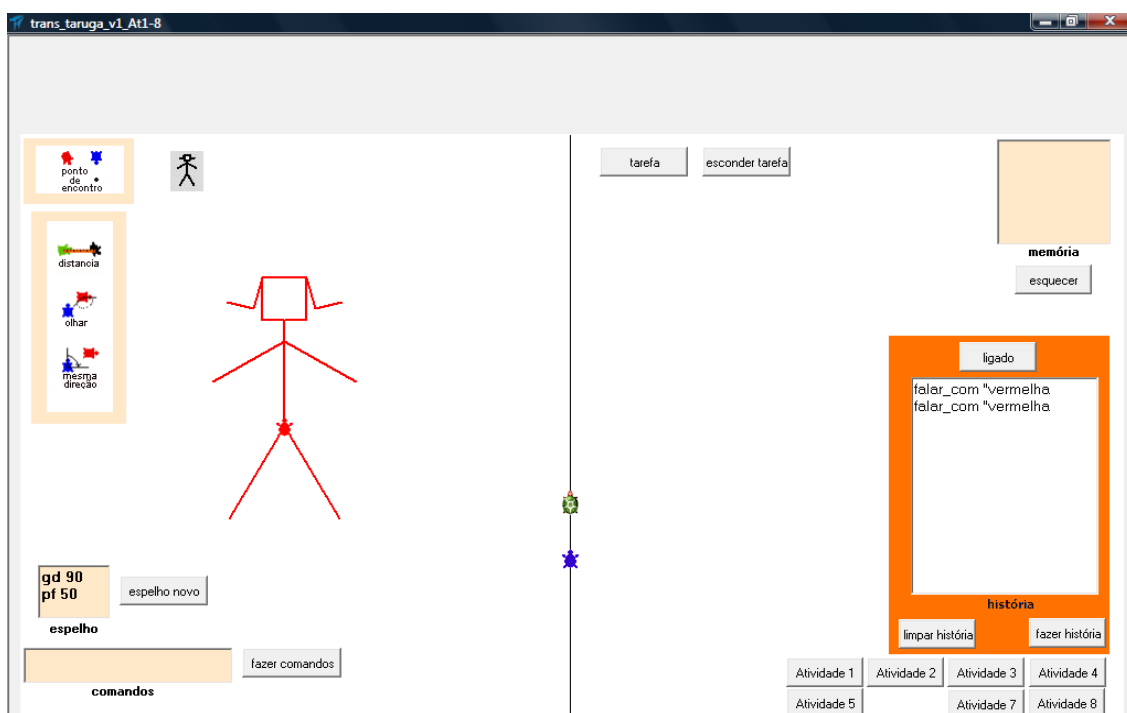 trans_taruga_v1_At1-8
ponto
de
encontro
tarefa
esconder tarefa
memória
esquecer
distancia
olhar
mesma
direção
ligado
falar_com "vermelha
falar_com "vermelha
história
limpar história
fazer história
gd 90
pf 50
espelho novo
espelho
fazer comandos
comandos
Atividade 1
Atividade 2
Atividade 3
Atividade 4
Atividade 5
Atividade 7
Atividade 8